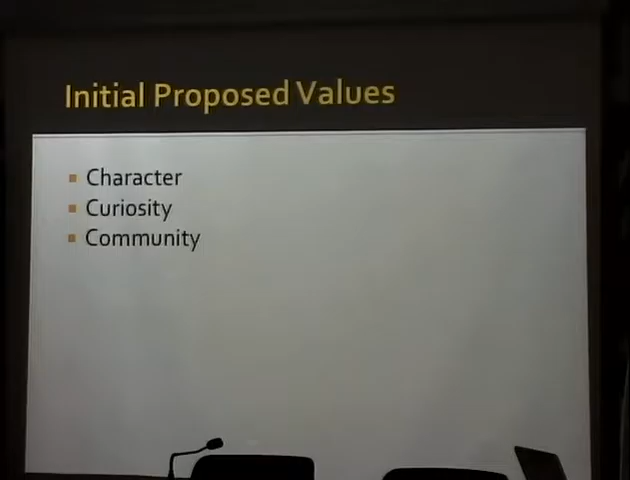 Initial Proposed Values
Character
Curiosity
Community